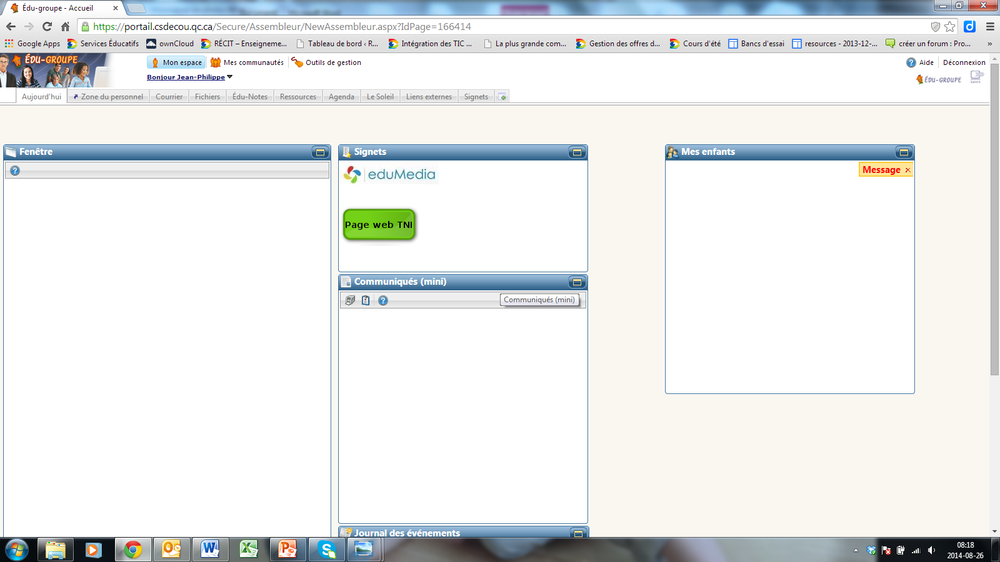 Édu-groupe - Accueil
https://portail.csdecou.qc.ca/Secure/Assembleur/NewAssembleur.aspx?IdPage=166414
Google Apps Services Éducatifs ownCloud RÉCIT – Enseigneme... Tableau de bord ‹ R... Intégration des TIC ... La plus grande com... Gestion des offres d... Cours d'été Bancs d'essai resources - 2013-12-... créer un forum : Pro... »
ÉDU-GROUPE Mon espace Mes communautés Outils de gestion Aide Déconnexion
Bonjour Jean-Philippe ÉDU-GROUPE
Aujourd'hui Zone du personnel Courrier Fichiers Édu-Notes Ressources Agenda Le Soleil Liens externes Signets
Fenêtre Signets Mes enfants
Message ×
eduMedia
Page web TNI
Communiqués (mini)
Communiqués (mini)
Journal des événements
08:18
2014-08-26